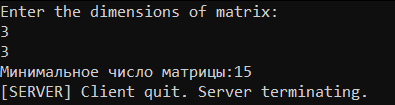 Enter the dimensions of matrix:
3
3
Минимальное число матрицы:15
[SERVER] Client quit. Server terminating.